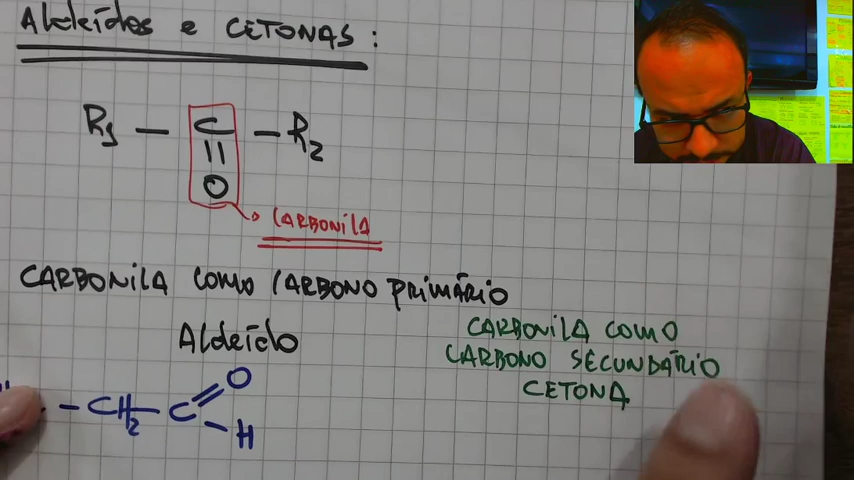 Aldeídos e CETONAS:
R1 — C — R2
||
O
CARBONILA
CARBONILA COMO CARBONO PRIMÁRIO
Aldeído
CARBONILA COMO
CARBONO SECUNDÁRIO
CETONA
O
— CH2 — C
H